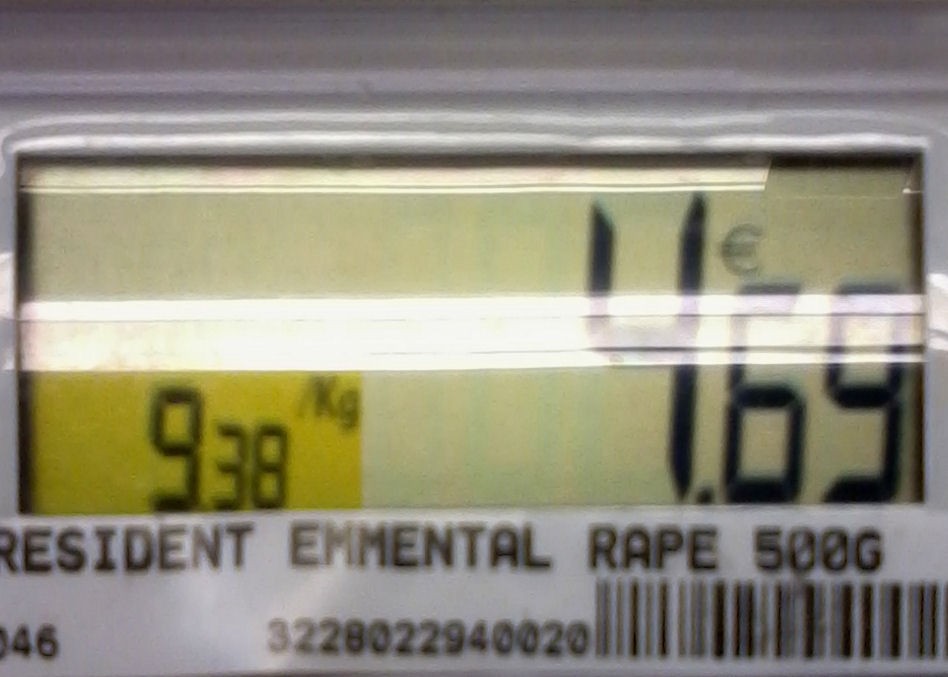 4.69 €
9.38 /Kg
RESIDENT EMMENTAL RAPE 500G
046 3228022940020